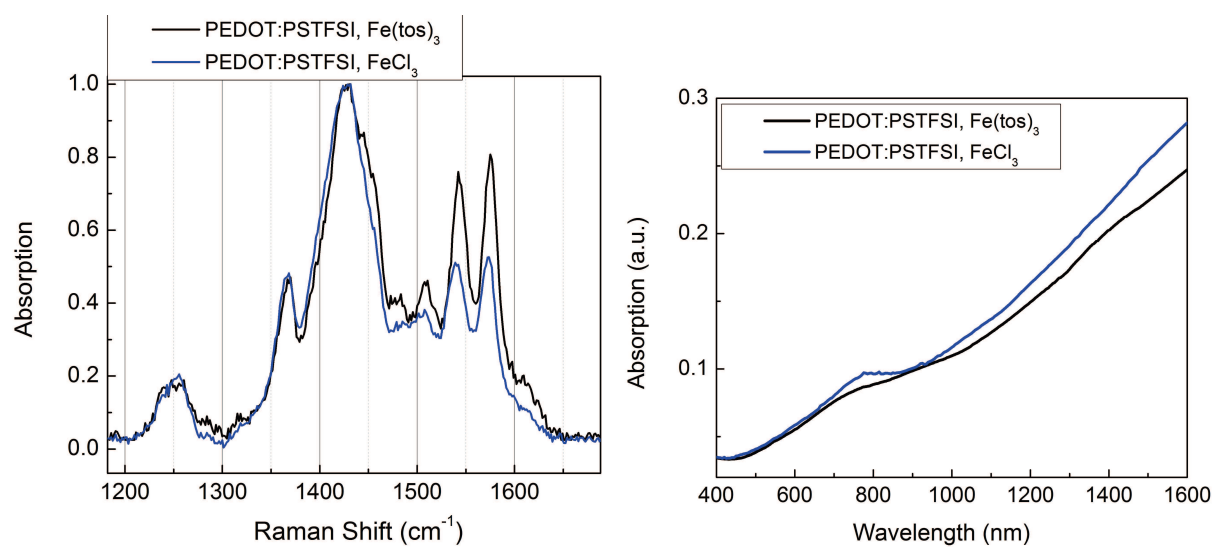 PEDOT:PSTFSI, Fe(tos)₃
PEDOT:PSTFSI, FeCl₃
1.0
0.8
0.6
0.4
0.2
0.0
Absorption
1200 1300 1400 1500 1600
Raman Shift (cm⁻¹)
0.3
PEDOT:PSTFSI, Fe(tos)₃
PEDOT:PSTFSI, FeCl₃
0.2
0.1
Absorption (a.u.)
400 600 800 1000 1200 1400 1600
Wavelength (nm)